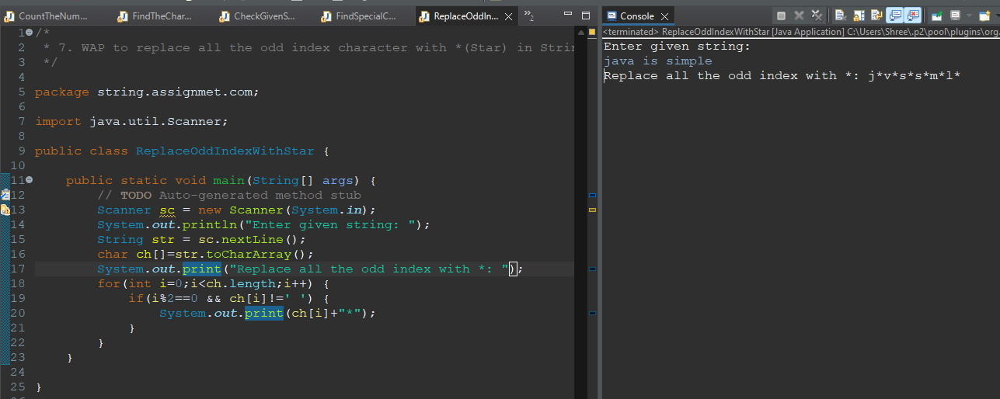 CountTheNum...
FindTheChar...
CheckGivenS...
FindSpecialC...
ReplaceOddIn...
»2
1 /*
2  * 7. WAP to replace all the odd index character with *(Star) in Strin
3  */
4
5 package string.assignmet.com;
6
7 import java.util.Scanner;
8
9 public class ReplaceOddIndexWithStar {
10
11     public static void main(String[] args) {
12         // TODO Auto-generated method stub
13         Scanner sc = new Scanner(System.in);
14         System.out.println("Enter given string: ");
15         String str = sc.nextLine();
16         char ch[]=str.toCharArray();
17         System.out.print("Replace all the odd index with *: ");
18         for(int i=0;i<ch.length;i++) {
19             if(i%2==0 && ch[i]!=' ') {
20                 System.out.print(ch[i]+"*");
21             }
22         }
23     }
24
25 }
Console
<terminated> ReplaceOddIndexWithStar [Java Application] C:\Users\Shree\.p2\pool\plugins\org.
Enter given string:
java is simple
Replace all the odd index with *: j*v*s*s*m*l*